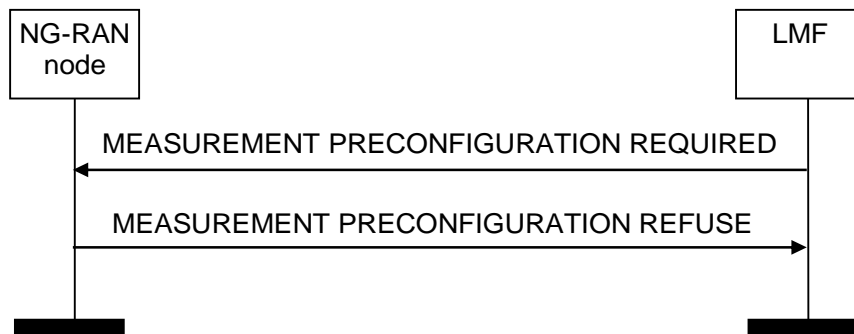 NG-RAN
node
LMF
MEASUREMENT PRECONFIGURATION REQUIRED
MEASUREMENT PRECONFIGURATION REFUSE